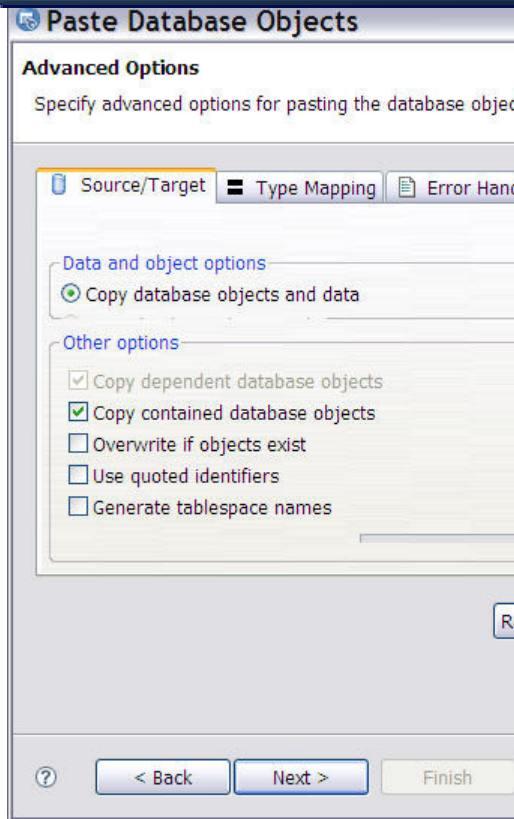 Paste Database Objects
Advanced Options
Specify advanced options for pasting the database objec
Source/Target
Type Mapping
Error Hand
Data and object options
Copy database objects and data
Other options
Copy dependent database objects
Copy contained database objects
Overwrite if objects exist
Use quoted identifiers
Generate tablespace names
R
?
< Back
Next >
Finish